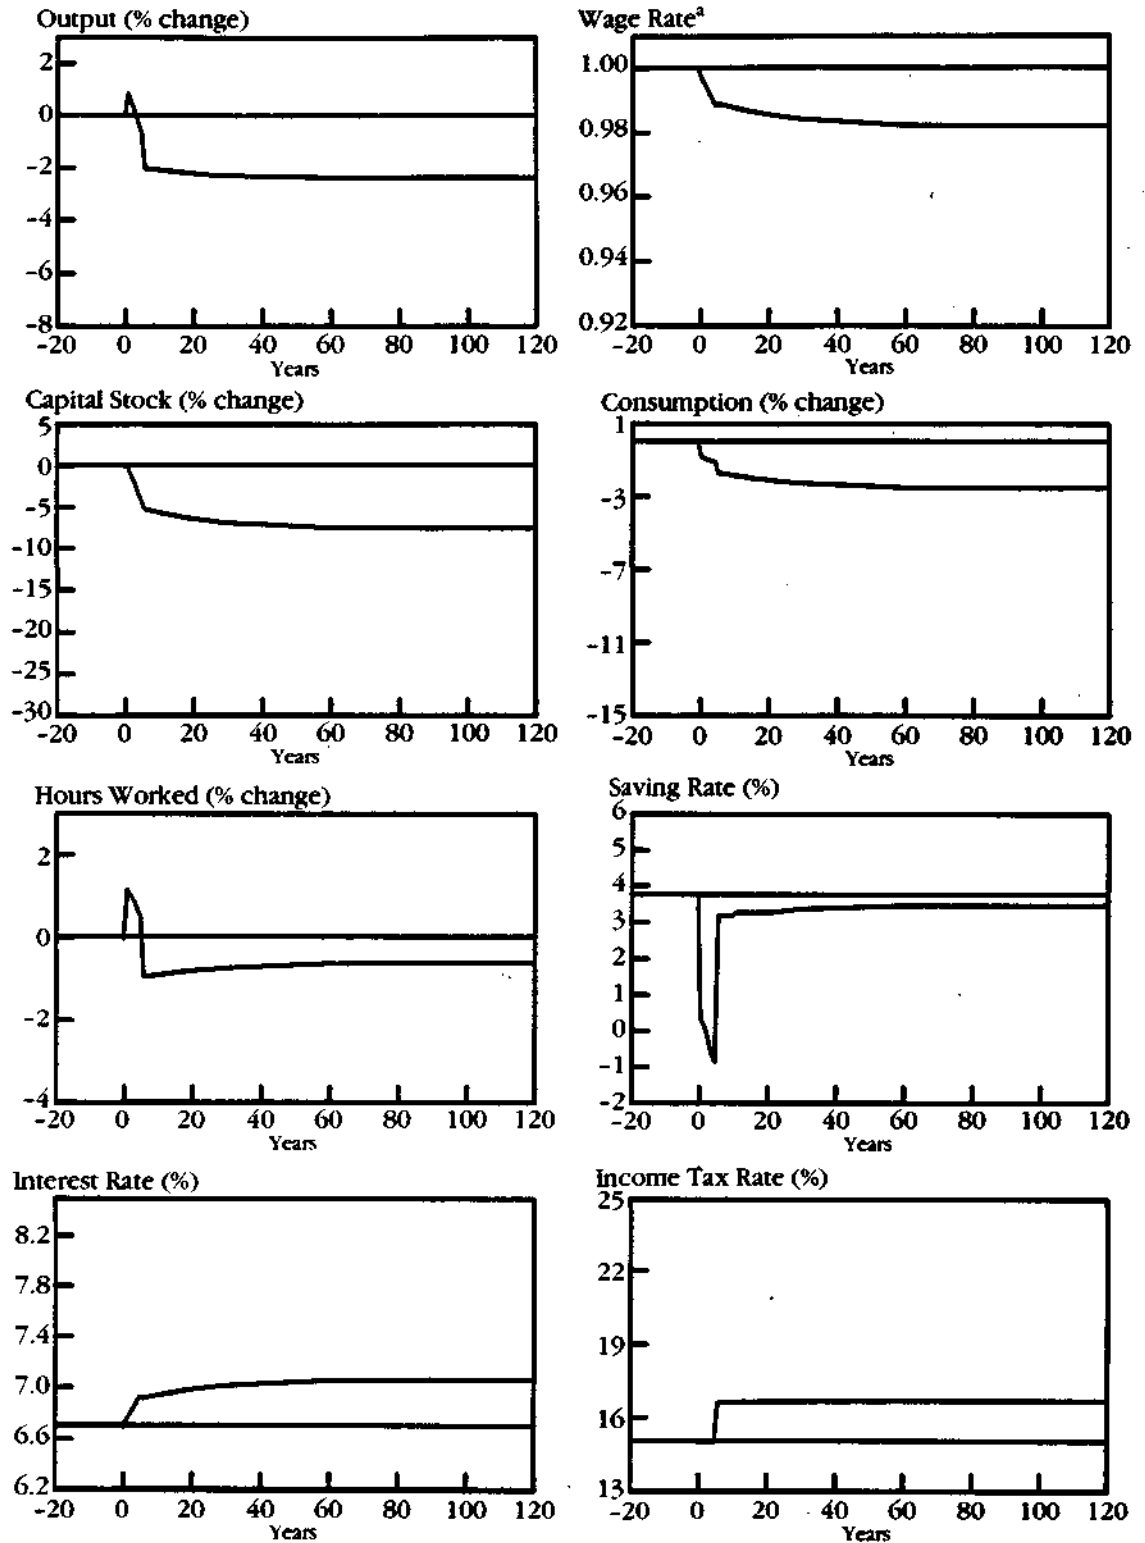 Output (% change)
2
0
-2
-4
-6
-8
-20 0 20 40 60 80 100 120
Years
Wage Rateᵃ
1.00
0.98
0.96
0.94
0.92
-20 0 20 40 60 80 100 120
Years
Capital Stock (% change)
5
0
-5
-10
-15
-20
-25
-30
-20 0 20 40 60 80 100 120
Years
Consumption (% change)
1
-3
-7
-11
-15
-20 0 20 40 60 80 100 120
Years
Hours Worked (% change)
2
0
-2
-4
-20 0 20 40 60 80 100 120
Years
Saving Rate (%)
6
5
4
3
2
1
0
-1
-2
-20 0 20 40 60 80 100 120
Years
Interest Rate (%)
8.2
7.8
7.4
7.0
6.6
6.2
-20 0 20 40 60 80 100 120
Years
Income Tax Rate (%)
25
22
19
16
13
-20 0 20 40 60 80 100 120
Years